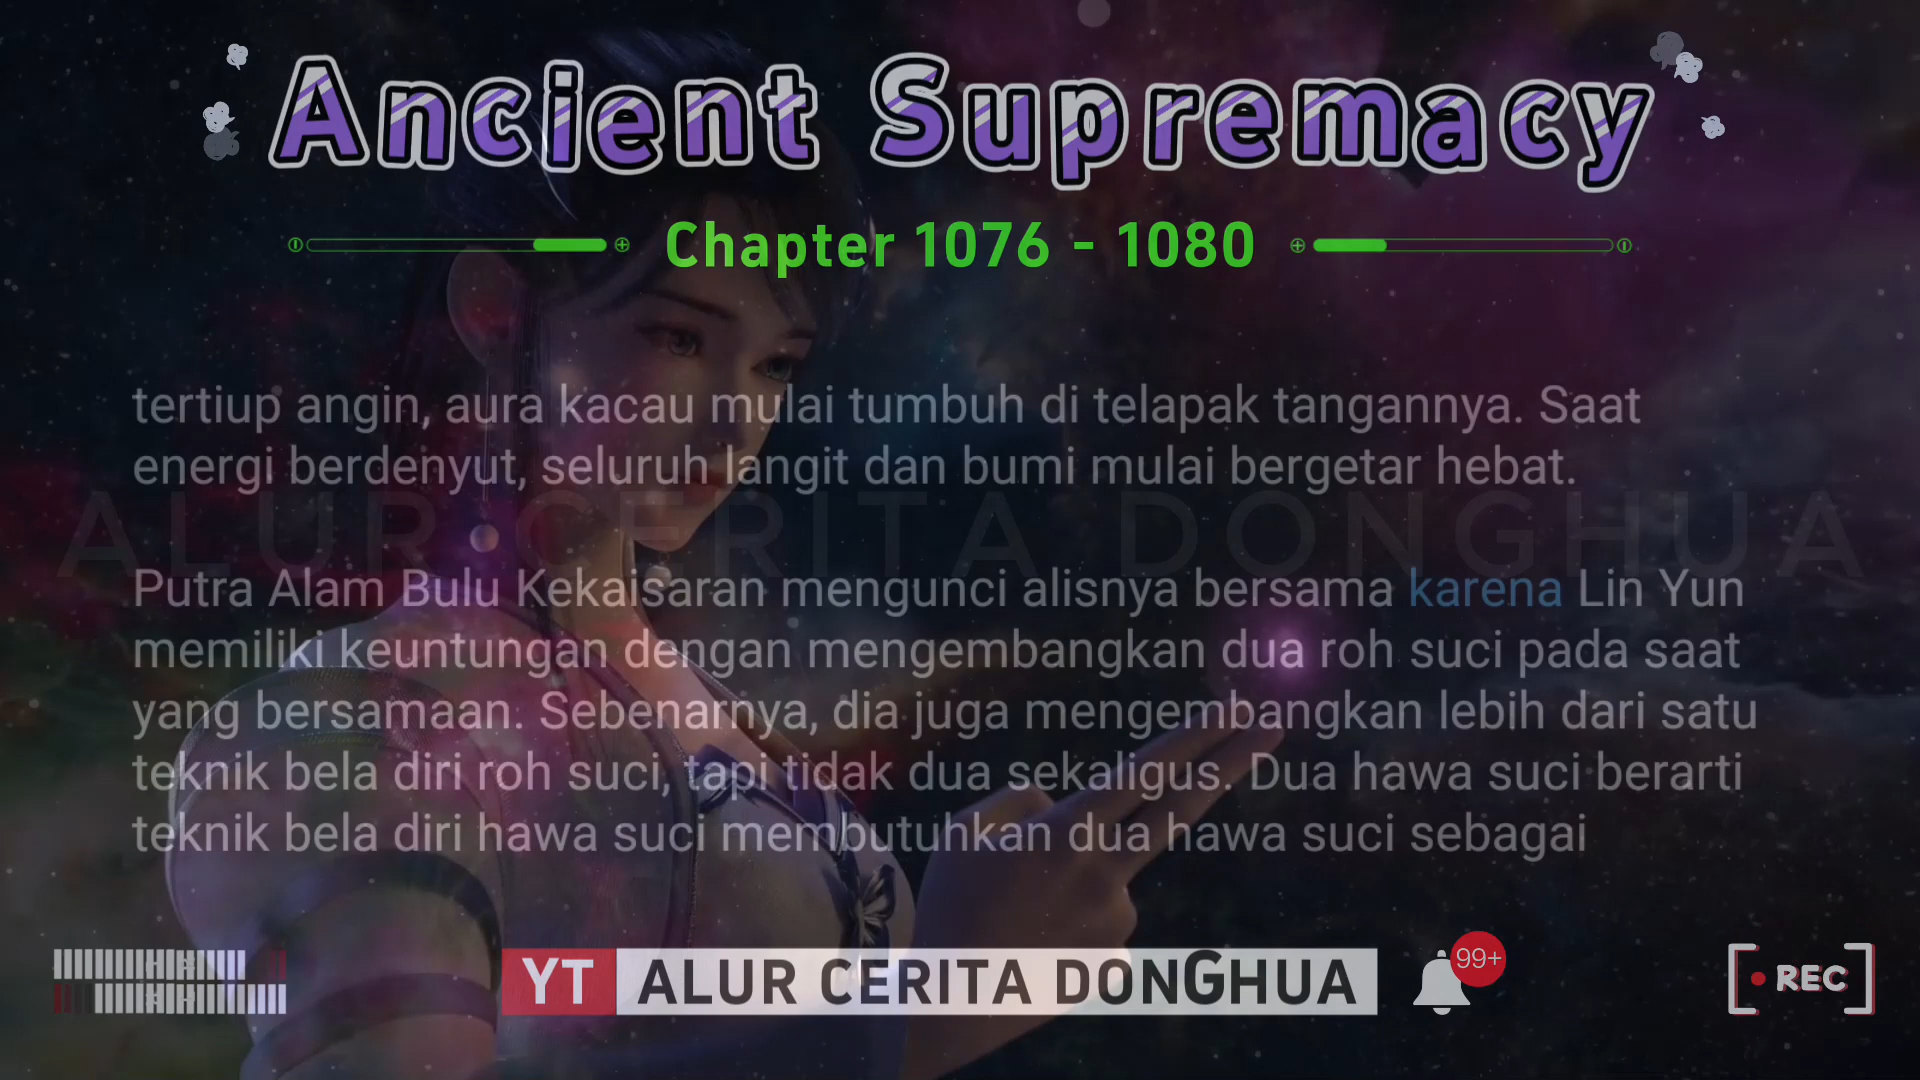 Ancient Supremacy
Chapter 1076 - 1080
tertiup angin, aura kacau mulai tumbuh di telapak tangannya. Saat
energi berdenyut, seluruh langit dan bumi mulai bergetar hebat.
ALUR CERITA DONGHUA
Putra Alam Bulu Kekaisaran mengunci alisnya bersama karena Lin Yun
memiliki keuntungan dengan mengembangkan dua roh suci pada saat
yang bersamaan. Sebenarnya, dia juga mengembangkan lebih dari satu
teknik bela diri roh suci, tapi tidak dua sekaligus. Dua hawa suci berarti
teknik bela diri hawa suci membutuhkan dua hawa suci sebagai
YT ALUR CERITA DONGHUA
99+
REC